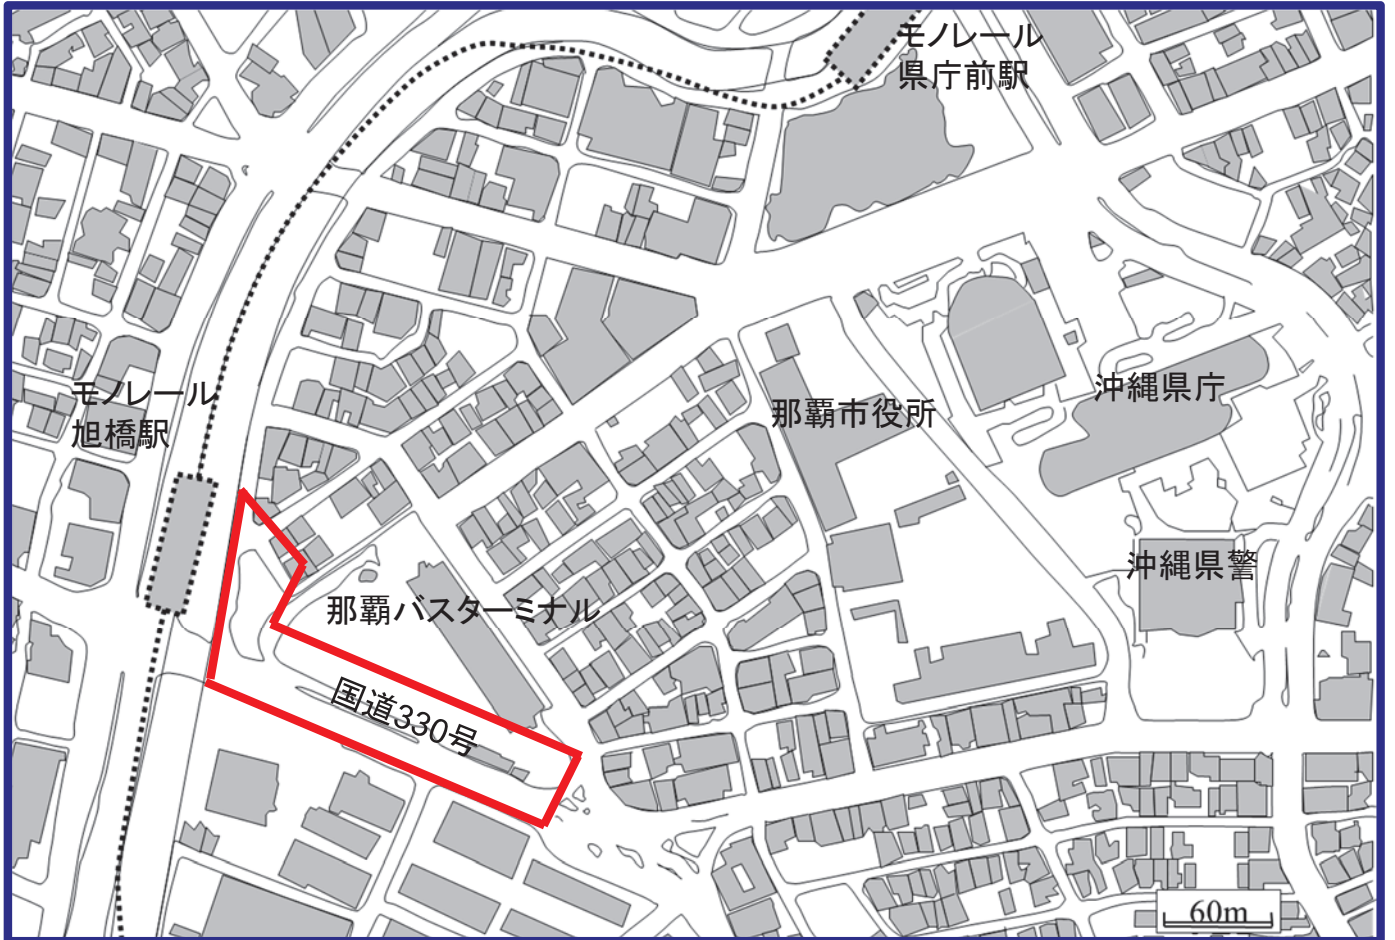 モノレール
県庁前駅
モノレール
旭橋駅
那覇市役所
沖縄県庁
沖縄県警
那覇バスターミナル
国道330号
60m